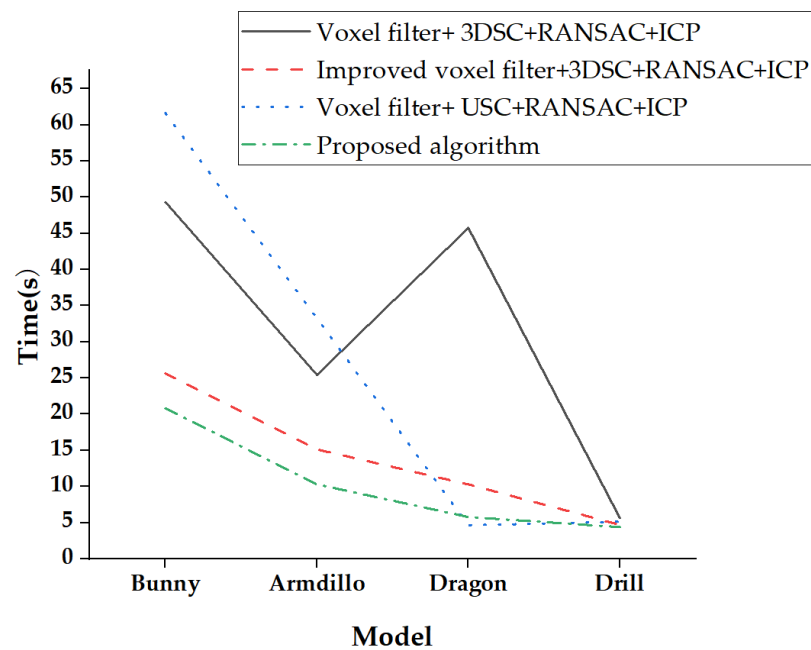 Voxel filter+ 3DSC+RANSAC+ICP
Improved voxel filter+3DSC+RANSAC+ICP
Voxel filter+ USC+RANSAC+ICP
Proposed algorithm
65
60
55
50
45
40
35
30
25
20
15
10
5
0
Time(s)
Bunny Armdillo Dragon Drill
Model